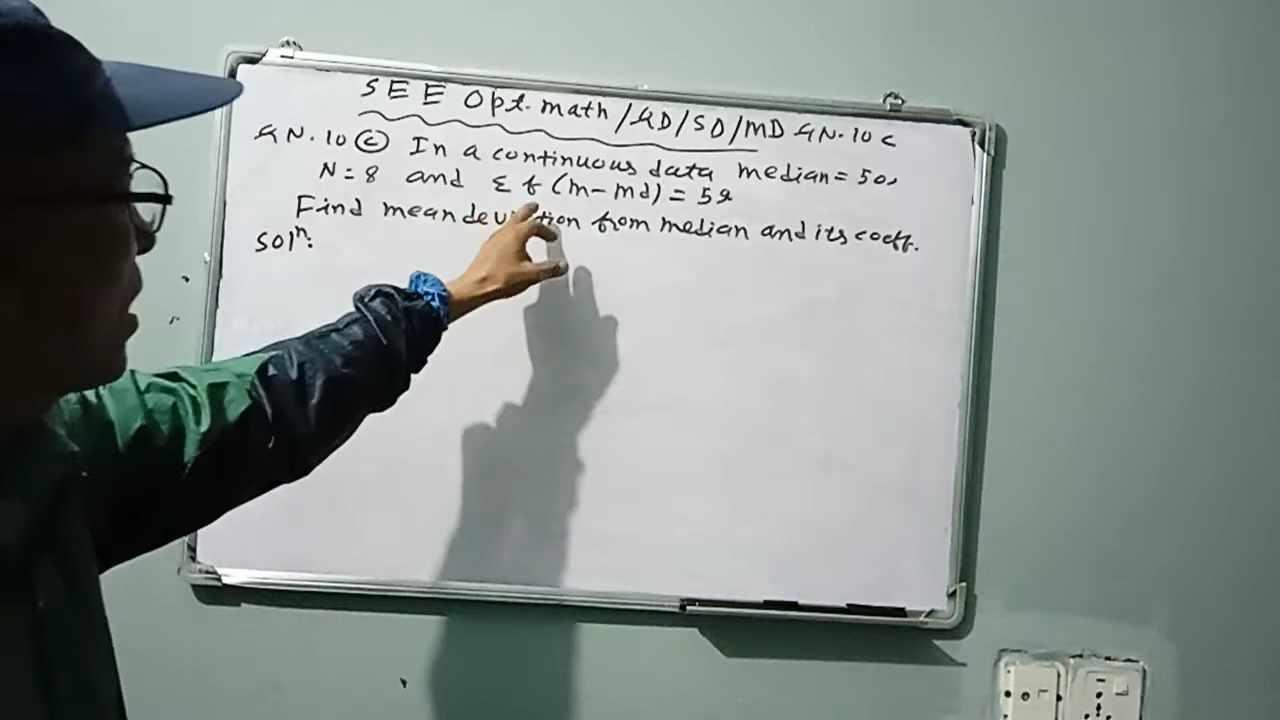 SEE Opt. math /QD/SD/MD QN. 10 c
QN. 10 (c) In a continuous data median = 50,
N = 8 and Σ f (m - md) = 52
Find mean deviation from median and its coeff.
Solⁿ: